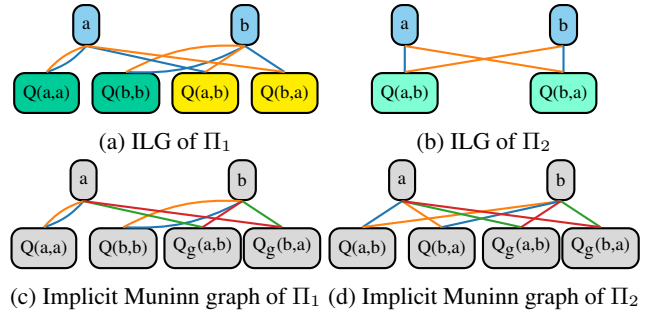 a b a b
Q(a,a) Q(b,b) Q(a,b) Q(b,a) Q(a,b) Q(b,a)
(a) ILG of Π1 (b) ILG of Π2
a b a b
Q(a,a) Q(b,b) Qg(a,b) Qg(b,a) Q(a,b) Q(b,a) Qg(a,b) Qg(b,a)
(c) Implicit Muninn graph of Π1 (d) Implicit Muninn graph of Π2